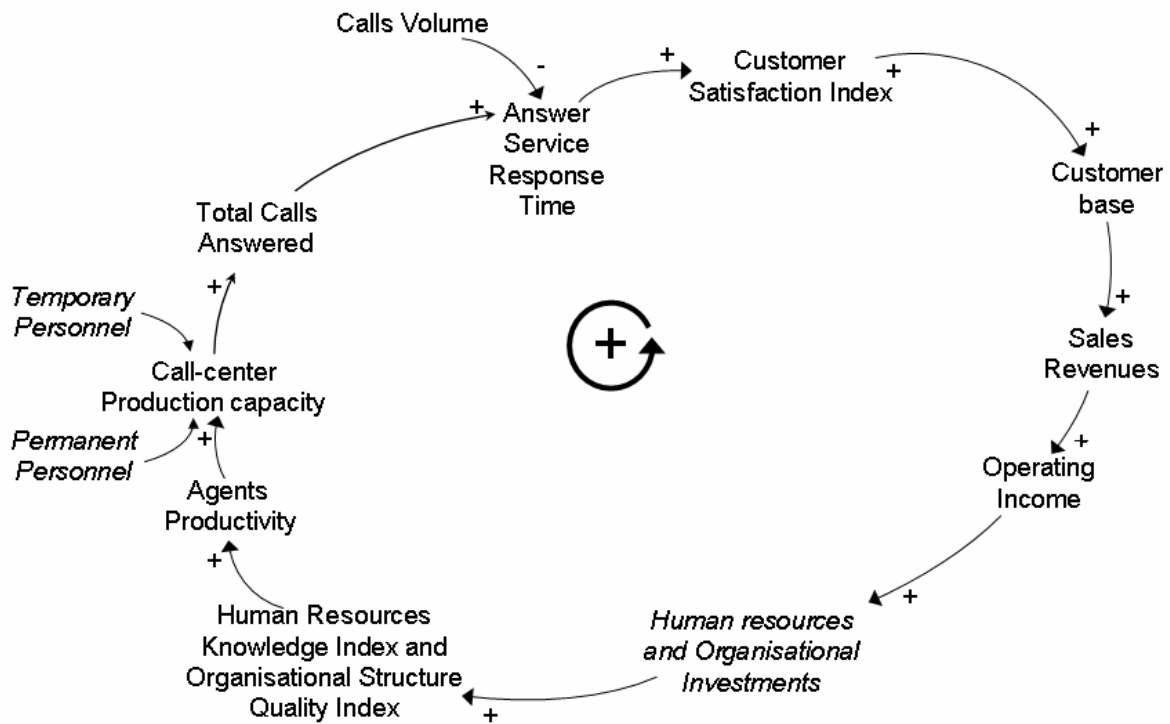 Calls Volume
-
+
Customer
Satisfaction Index
+
+
Answer
Service
Response
Time
+
Customer
base
+
Sales
Revenues
+
Operating
Income
+
Human resources
and Organisational
Investments
+
Human Resources
Knowledge Index and
Organisational Structure
Quality Index
+
Agents
Productivity
+
Permanent
Personnel
Call-center
Production capacity
Temporary
Personnel
+
Total Calls
Answered
+